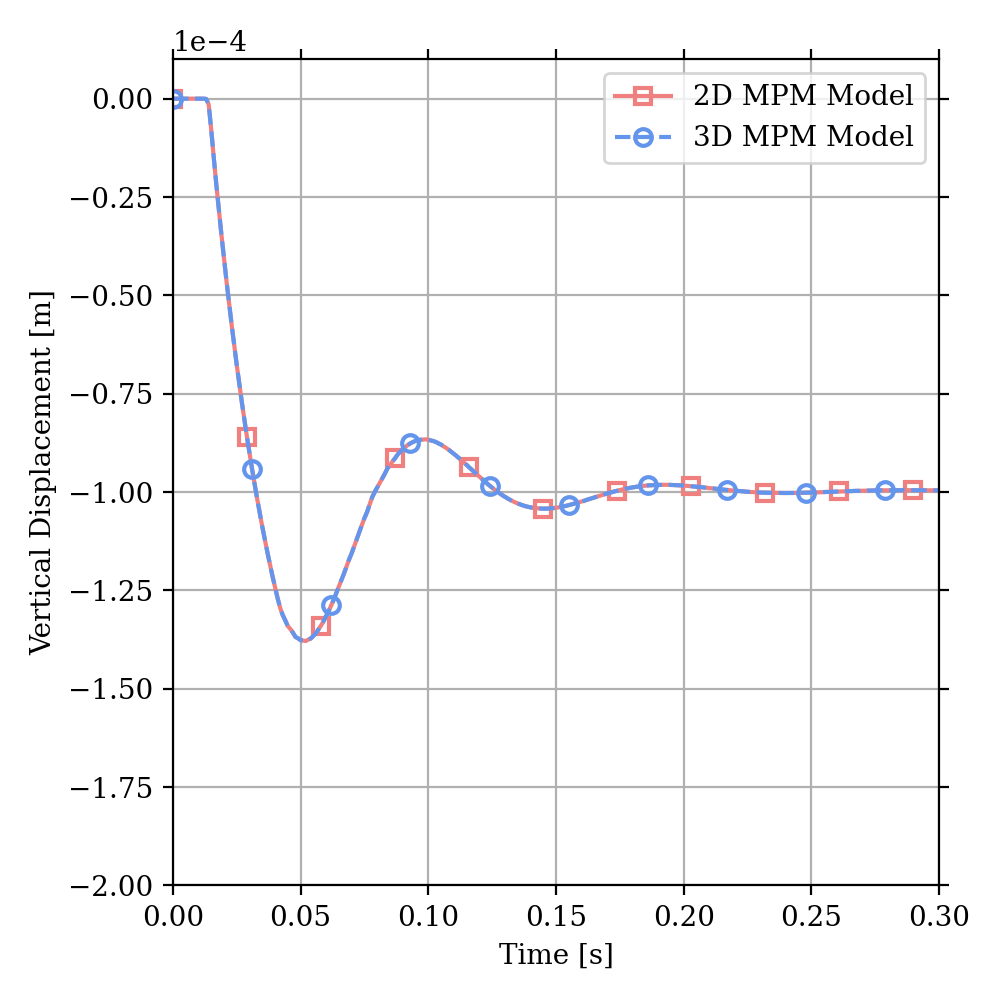 1e−4
2D MPM Model
3D MPM Model
Vertical Displacement [m]
0.00
−0.25
−0.50
−0.75
−1.00
−1.25
−1.50
−1.75
−2.00
0.00 0.05 0.10 0.15 0.20 0.25 0.30
Time [s]